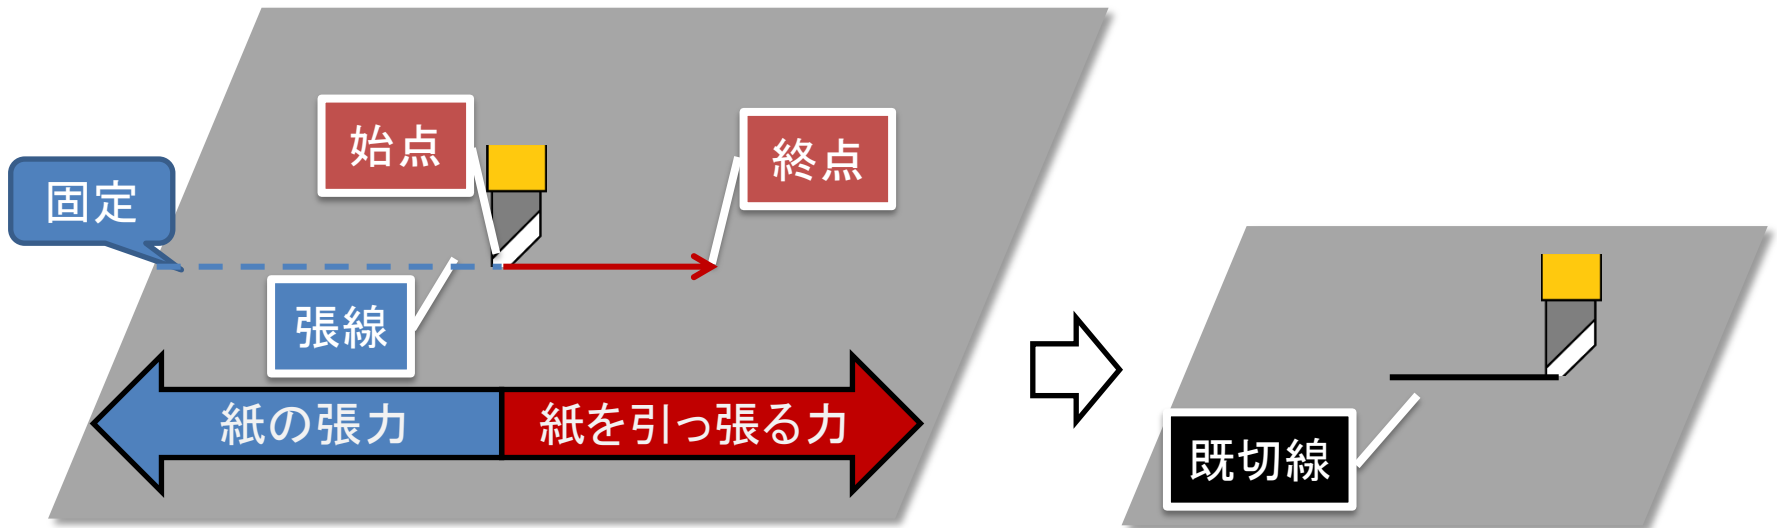 始点
終点
固定
張線
紙の張力
紙を引っ張る力
既切線